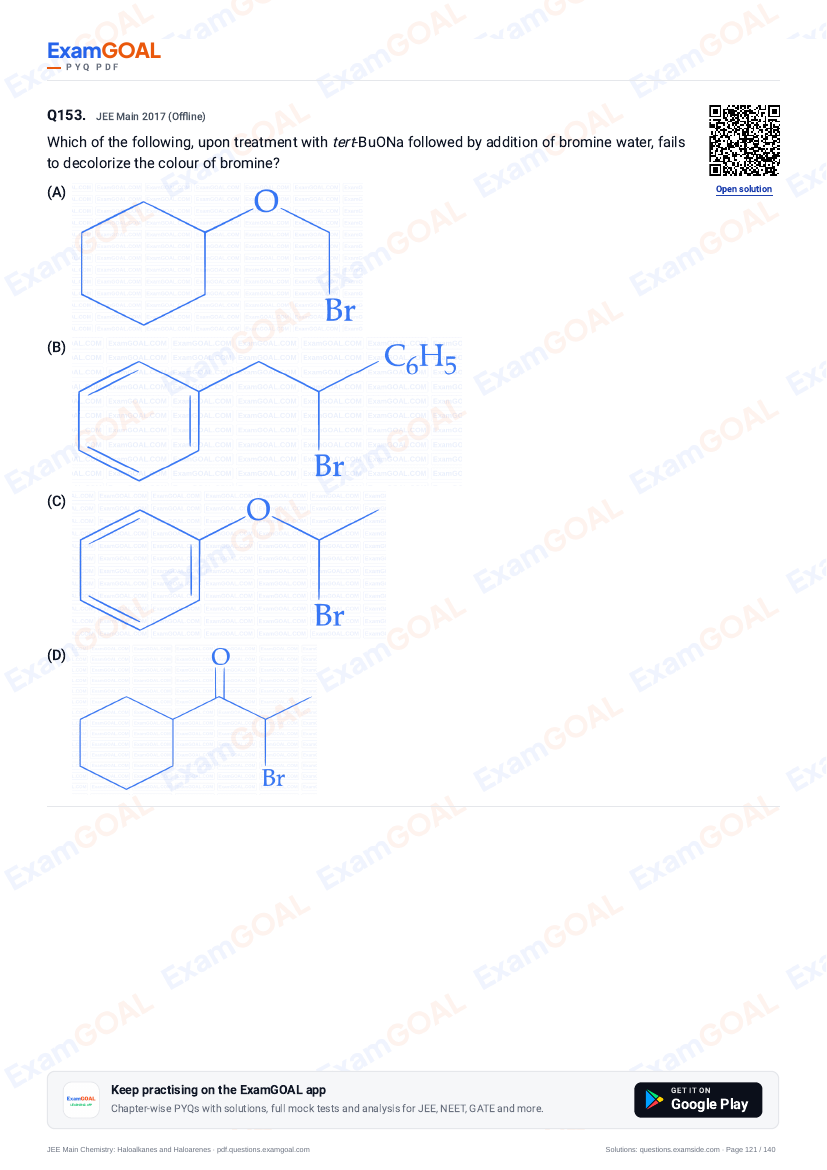 ExamGOAL
PYQ PDF
Q153. JEE Main 2017 (Offline)
Which of the following, upon treatment with tert-BuONa followed by addition of bromine water, fails
to decolorize the colour of bromine?
Open solution
(A)
O
Br
(B)
C6H5
Br
(C)
O
Br
(D)
O
Br
ExamGOAL
Keep practising on the ExamGOAL app
Chapter-wise PYQs with solutions, full mock tests and analysis for JEE, NEET, GATE and more.
GET IT ON
Google Play
JEE Main Chemistry: Haloalkanes and Haloarenes · pdf.questions.examgoal.com
Solutions: questions.examside.com · Page 121 / 140